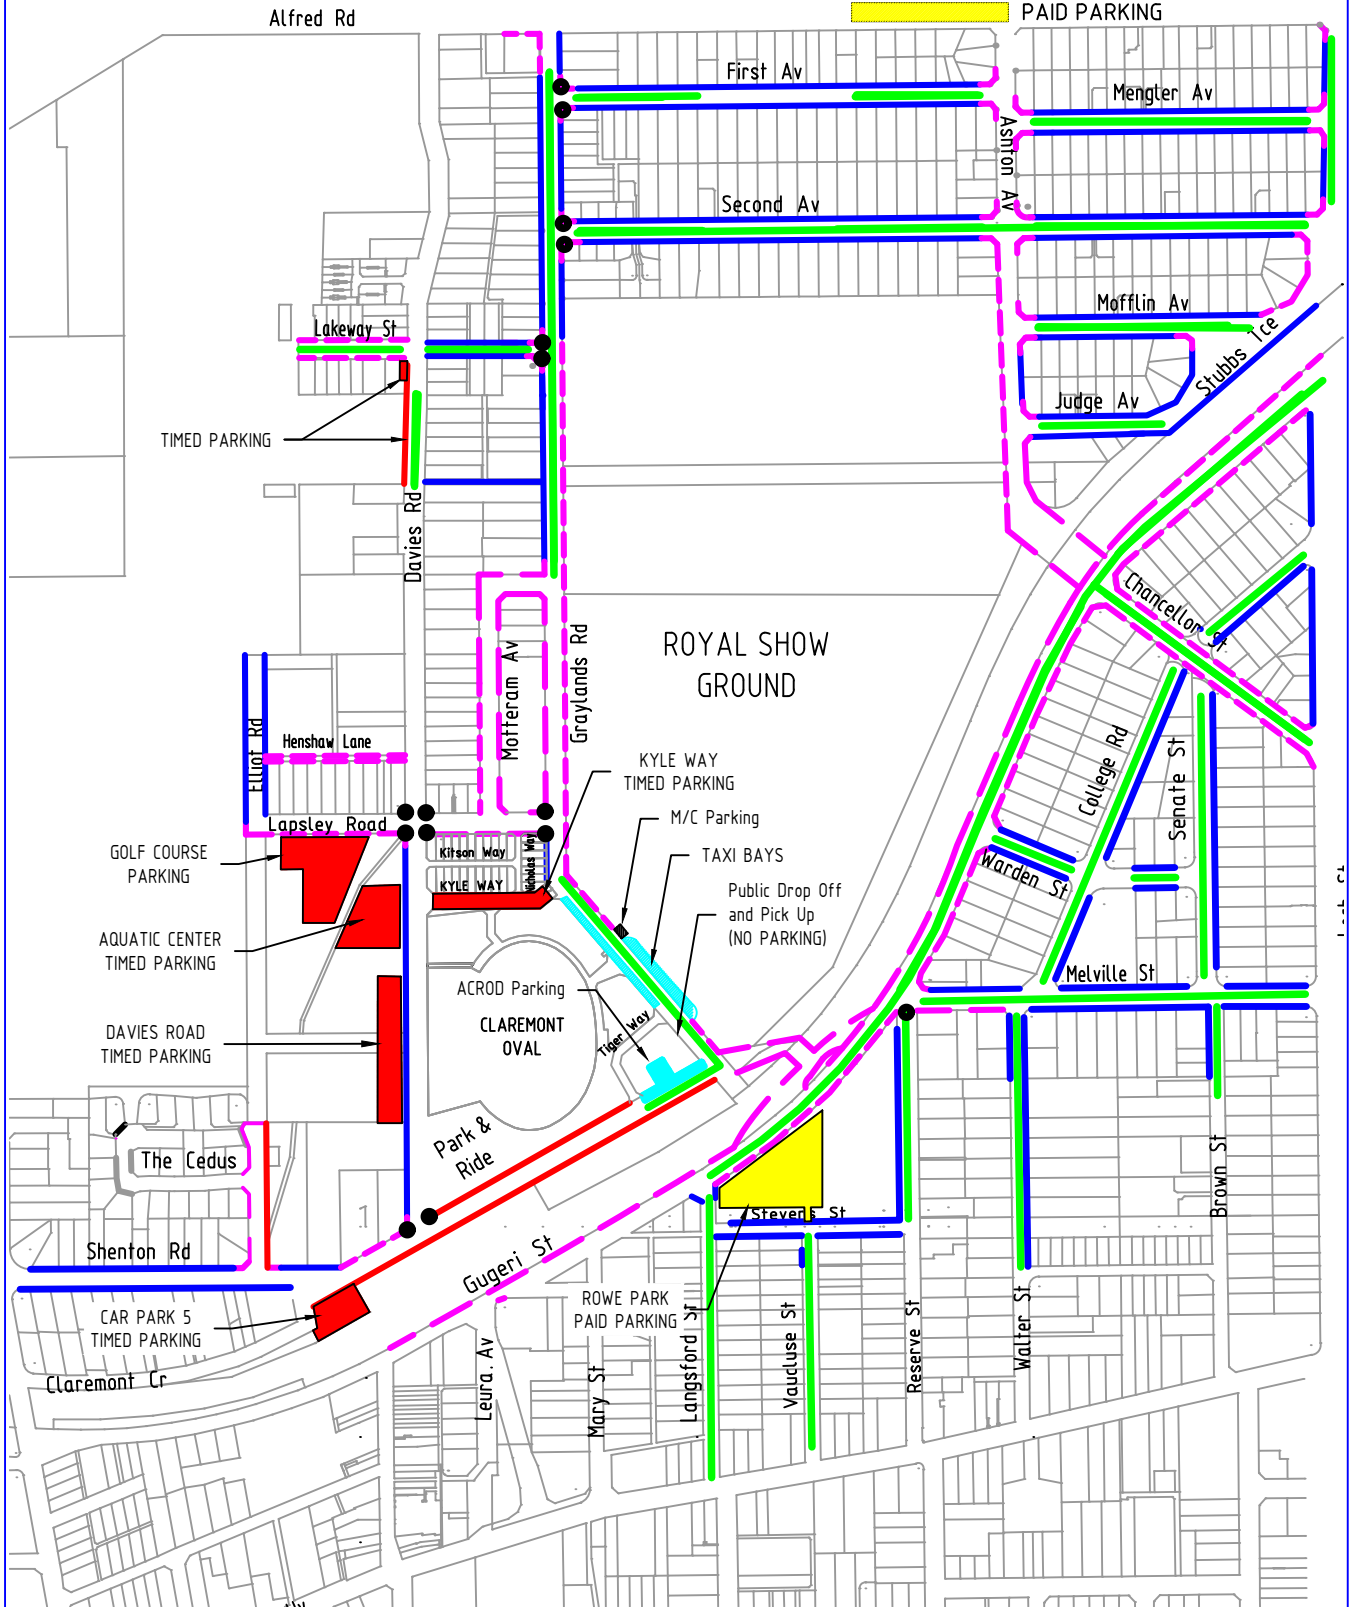 PAID PARKING
Alfred Rd
First Av
Mengler Av
Ashton Av
Second Av
Mofflin Av
Lakeway St
Stubbs Tce
Judge Av
TIMED PARKING
Davies Rd
Chancellor St
ROYAL SHOW
GROUND
Motteram Av
Graylands Rd
Elliot Rd
Henshaw Lane
College Rd
Senate St
KYLE WAY
TIMED PARKING
M/C Parking
Lapsley Road
GOLF COURSE
PARKING
Kitson Way
Nicholas Way
KYLE WAY
TAXI BAYS
Warden St
Public Drop Off
and Pick Up
(NO PARKING)
AQUATIC CENTER
TIMED PARKING
Melville St
ACROD Parking
CLAREMONT
OVAL
Tiger Way
DAVIES ROAD
TIMED PARKING
Park &
Ride
The Cedus
Brown St
Stevens St
Shenton Rd
Gugeri St
ROWE PARK
PAID PARKING
CAR PARK 5
TIMED PARKING
Langsford St
Vaucluse St
Reserve St
Walter St
Claremont Cr
Leura. Av
Mary St